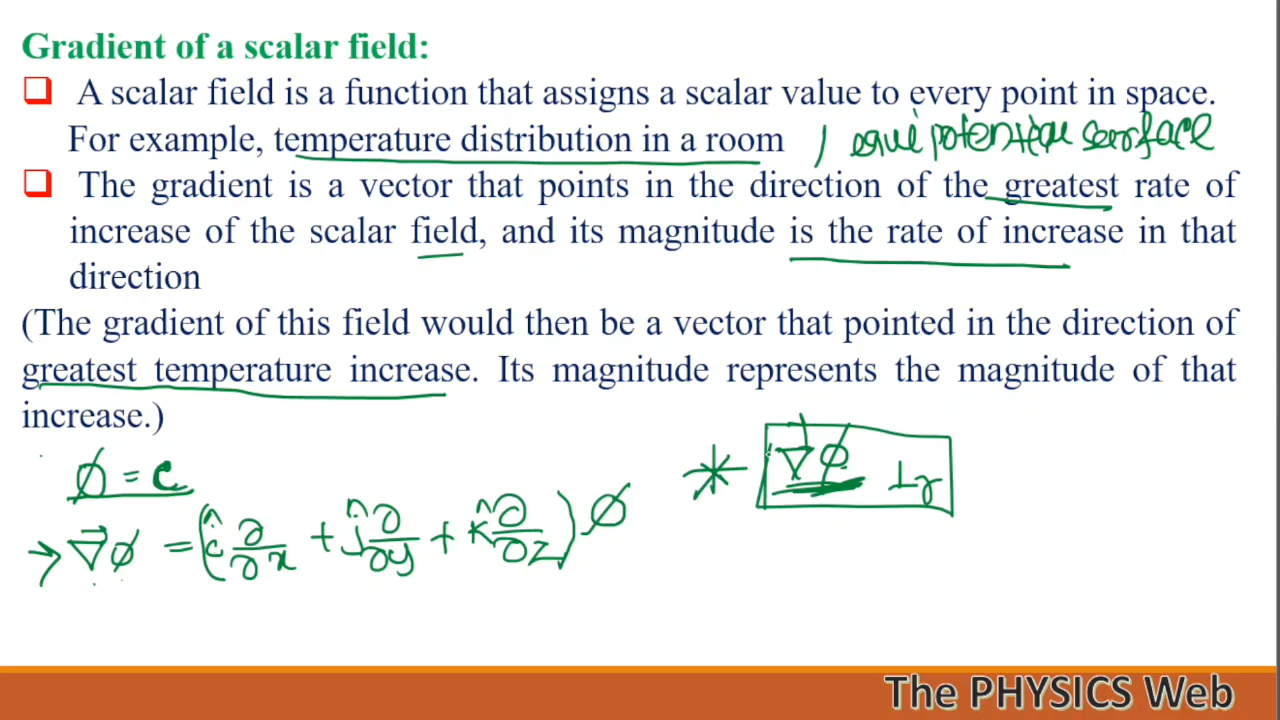 Gradient of a scalar field:
❑ A scalar field is a function that assigns a scalar value to every point in space.
For example, temperature distribution in a room / equipotential surface
❑ The gradient is a vector that points in the direction of the greatest rate of
increase of the scalar field, and its magnitude is the rate of increase in that
direction
(The gradient of this field would then be a vector that pointed in the direction of
greatest temperature increase. Its magnitude represents the magnitude of that
increase.)
∅ = c
* ∇⃗∅ ⊥r
→ ∇⃗∅ = (î ∂/∂x + ĵ ∂/∂y + k̂ ∂/∂z) ∅
The PHYSICS Web